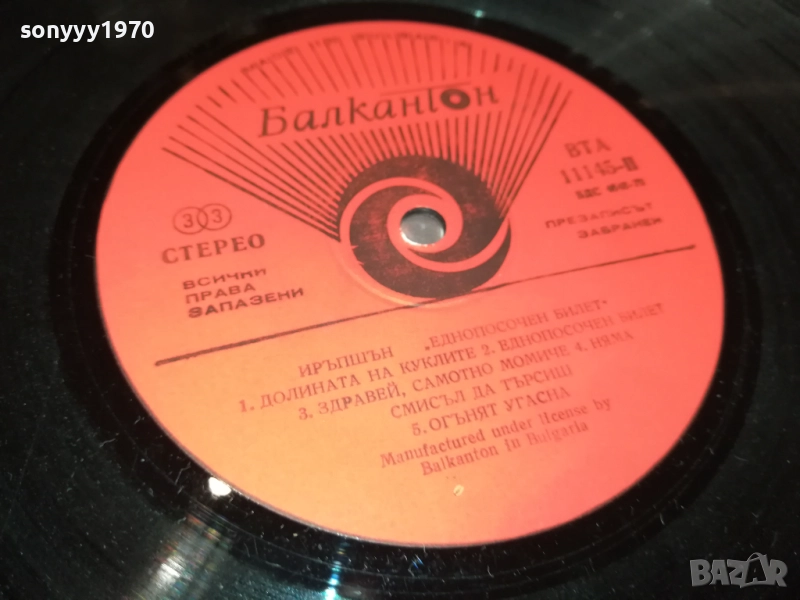 sonyyy1970
Балкантон
ВТА
11145-II
БДС
33
СТЕРЕО
ВСИЧКИ
ПРАВА
ЗАПАЗЕНИ
ПРЕЗАПИСЪТ
ЗАБРАНЕН
ИРЪПШЪН „ЕДНОПОСОЧЕН БИЛЕТ“
1. ДОЛИНАТА НА КУКЛИТЕ 2. ЕДНОПОСОЧЕН БИЛЕТ
3. ЗДРАВЕЙ, САМОТНО МОМИЧЕ 4. НЯМА
СМИСЪЛ ДА ТЪРСИШ
5. ОГЪНЯТ УГАСНА
Manufactured under license by
Balkanton in Bulgaria
BAZAR